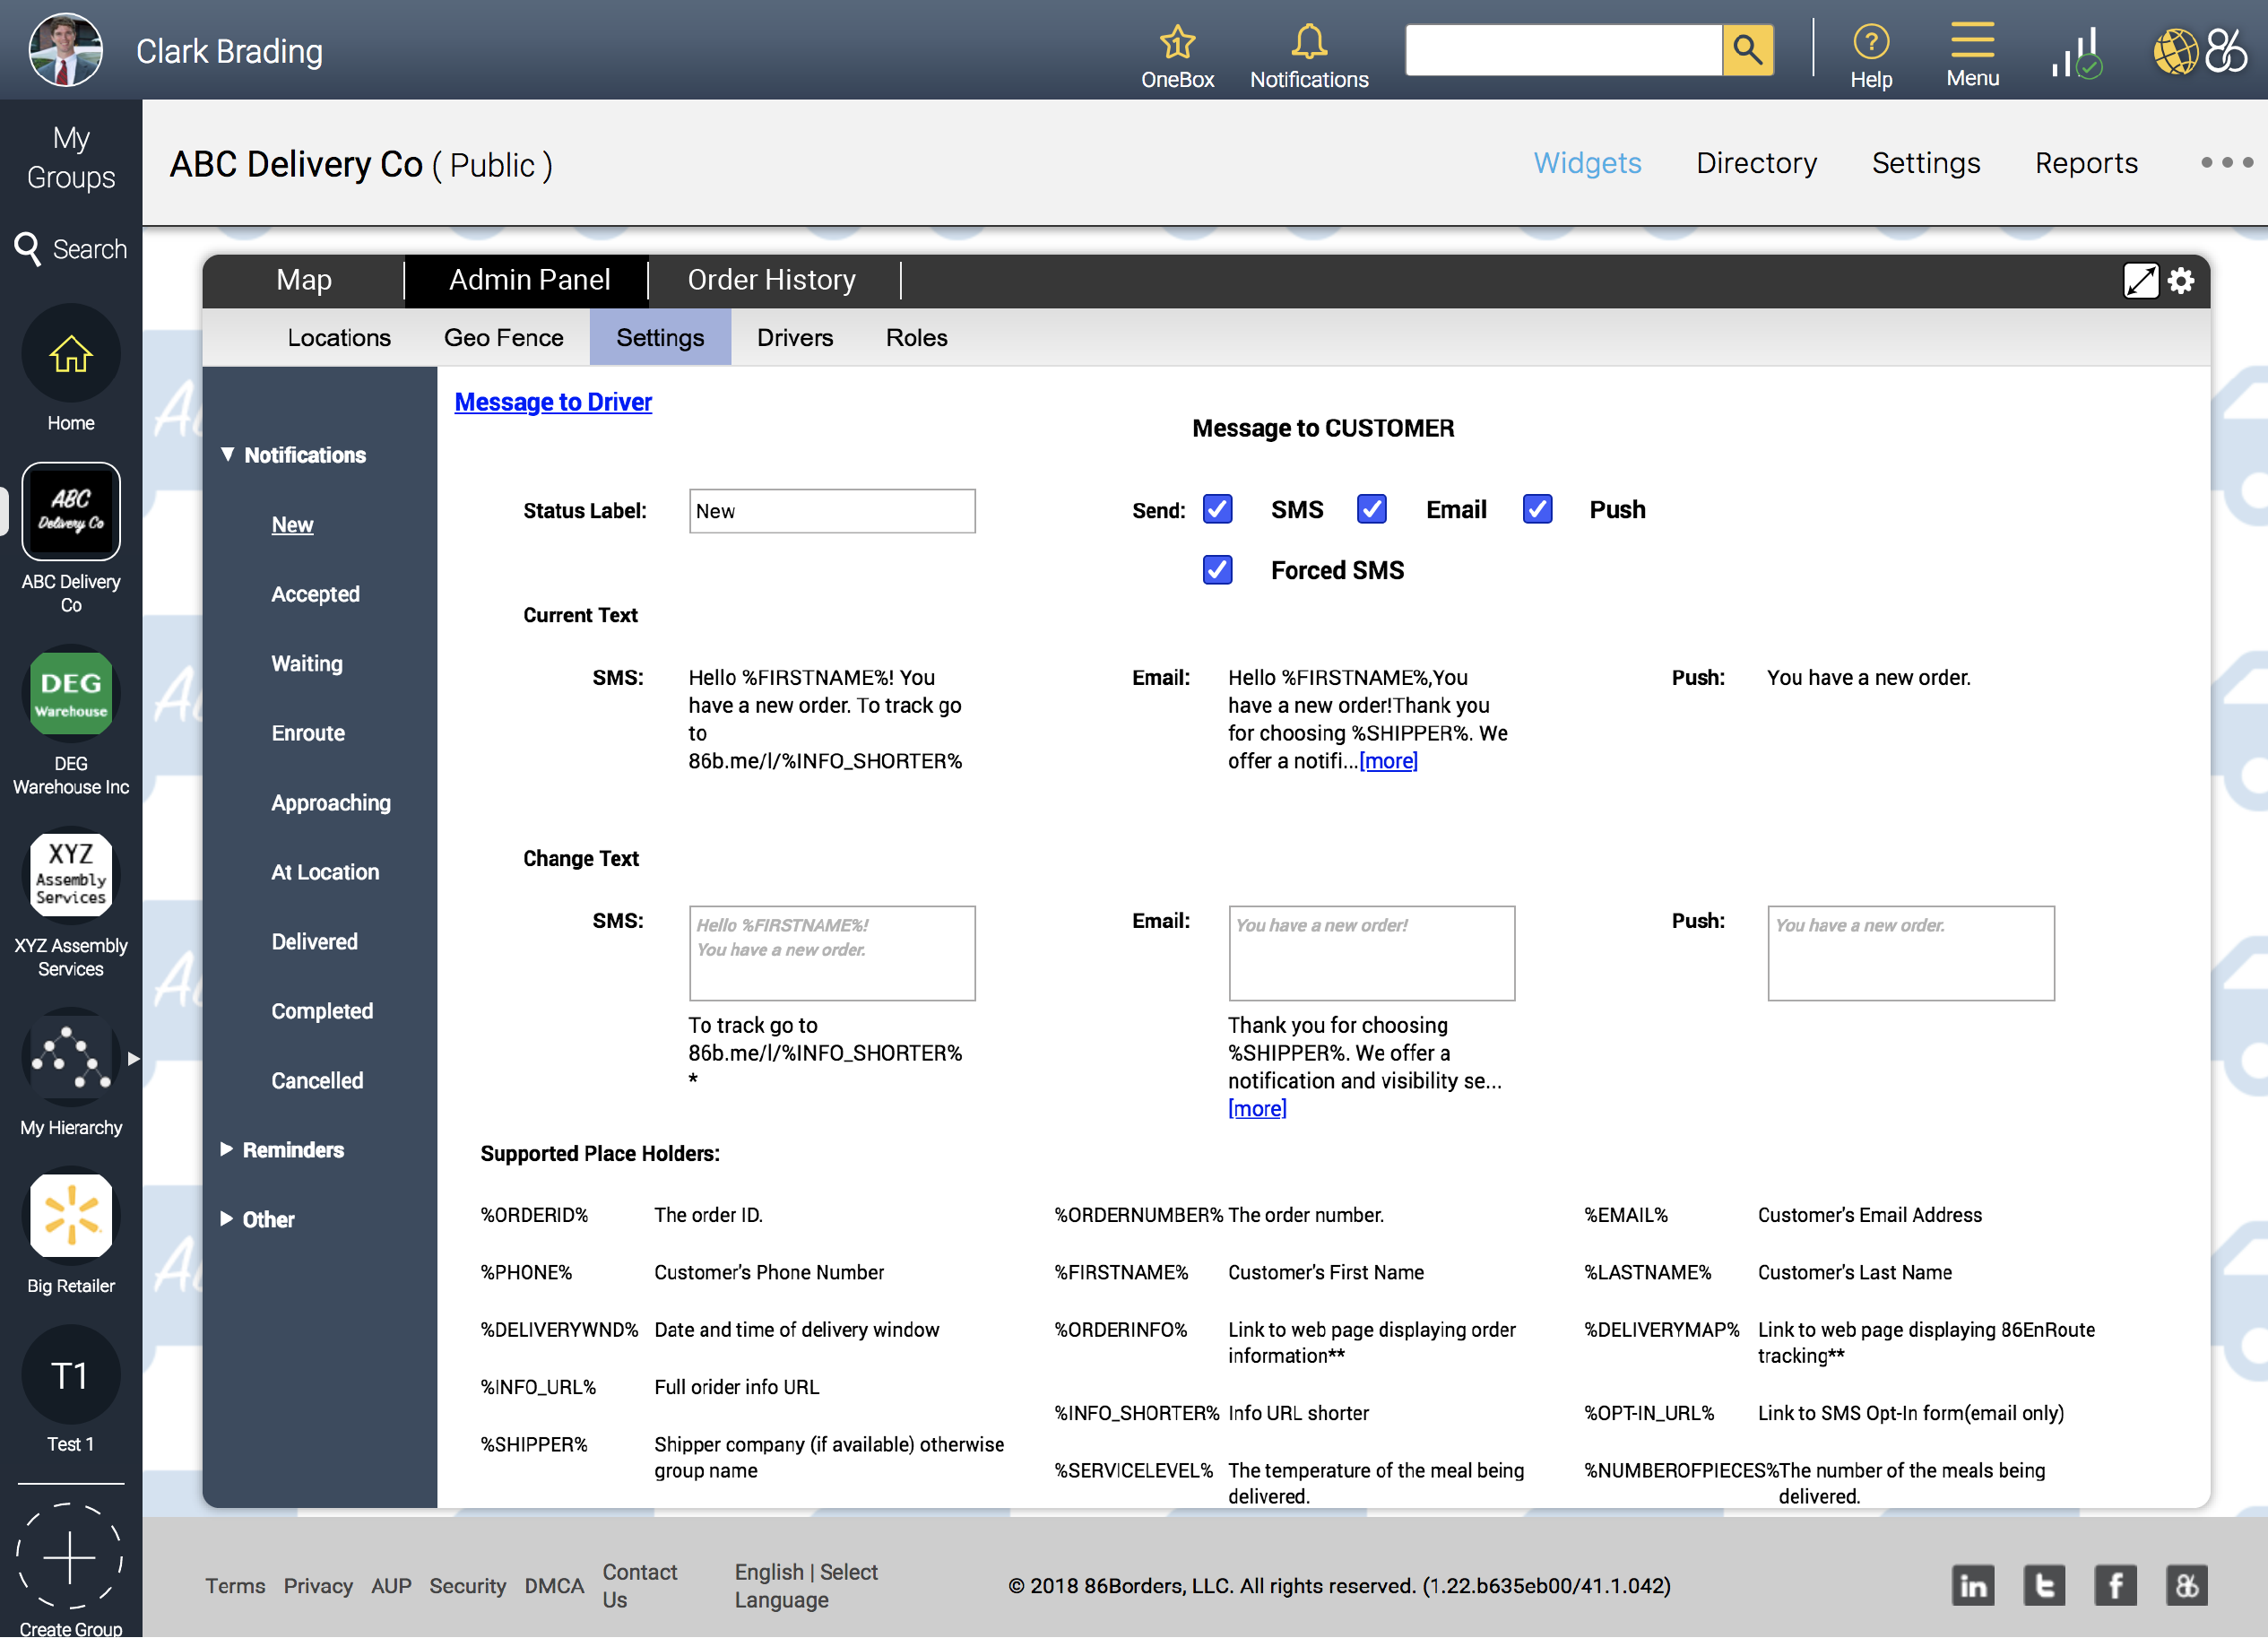 Clark Brading
OneBox
Notifications
Help
Menu
86
My
Groups
Search
Home
ABC
Delivery Co
ABC Delivery
Co
DEG
Warehouse
DEG
Warehouse Inc
XYZ
Assembly
Services
XYZ Assembly
Services
My Hierarchy
Big Retailer
T1
Test 1
Create Group
ABC Delivery Co ( Public )
Widgets
Directory
Settings
Reports
Map
Admin Panel
Order History
Locations
Geo Fence
Settings
Drivers
Roles
Notifications
New
Accepted
Waiting
Enroute
Approaching
At Location
Delivered
Completed
Cancelled
Reminders
Other
Message to Driver
Message to CUSTOMER
Status Label:
New
Send:
SMS
Email
Push
Forced SMS
Current Text
SMS:
Hello %FIRSTNAME%! You
have a new order. To track go
to
86b.me/l/%INFO_SHORTER%
Email:
Hello %FIRSTNAME%,You
have a new order!Thank you
for choosing %SHIPPER%. We
offer a notifi...[more]
Push:
You have a new order.
Change Text
SMS:
Hello %FIRSTNAME%!
You have a new order.
To track go to
86b.me/l/%INFO_SHORTER%
*
Email:
You have a new order!
Thank you for choosing
%SHIPPER%. We offer a
notification and visibility se...
[more]
Push:
You have a new order.
Supported Place Holders:
%ORDERID% The order ID.
%PHONE% Customer's Phone Number
%DELIVERYWND% Date and time of delivery window
%INFO_URL% Full orider info URL
%SHIPPER% Shipper company (if available) otherwise
group name
%ORDERNUMBER% The order number.
%FIRSTNAME% Customer's First Name
%ORDERINFO% Link to web page displaying order
information**
%INFO_SHORTER% Info URL shorter
%SERVICELEVEL% The temperature of the meal being
delivered.
%EMAIL% Customer's Email Address
%LASTNAME% Customer's Last Name
%DELIVERYMAP% Link to web page displaying 86EnRoute
tracking**
%OPT-IN_URL% Link to SMS Opt-In form(email only)
%NUMBEROFPIECES%The number of the meals being
delivered.
Terms
Privacy
AUP
Security
DMCA
Contact
Us
English | Select
Language
© 2018 86Borders, LLC. All rights reserved. (1.22.b635eb00/41.1.042)
in
t
f
86